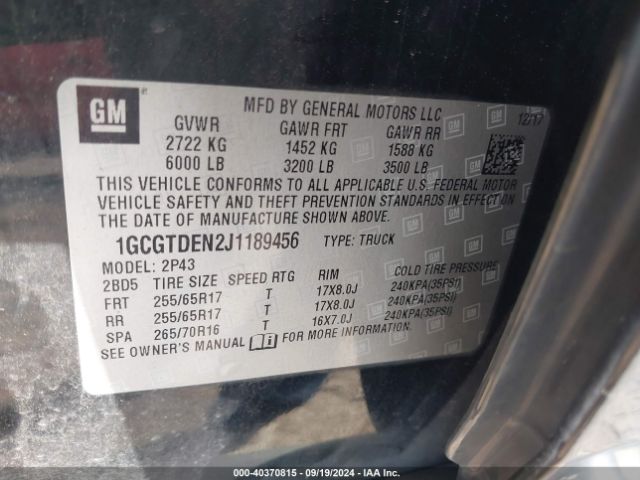 GM
MFD BY GENERAL MOTORS LLC
12/17
GVWR GAWR FRT GAWR RR
2722 KG 1452 KG 1588 KG
6000 LB 3200 LB 3500 LB
THIS VEHICLE CONFORMS TO ALL APPLICABLE U.S. FEDERAL MOTOR
VEHICLE SAFETY AND THEFT PREVENTION STANDARDS IN EFFECT ON
THE DATE OF MANUFACTURE SHOWN ABOVE.
1GCGTDEN2J1189456 TYPE: TRUCK
MODEL: 2P43
2BD5 TIRE SIZE SPEED RTG RIM COLD TIRE PRESSURE
FRT 255/65R17 T 17X8.0J 240KPA(35PSI)
RR 255/65R17 T 17X8.0J 240KPA(35PSI)
SPA 265/70R16 T 16X7.0J 240KPA(35PSI)
SEE OWNER'S MANUAL FOR MORE INFORMATION.
000-40370815 - 09/19/2024 - IAA Inc.